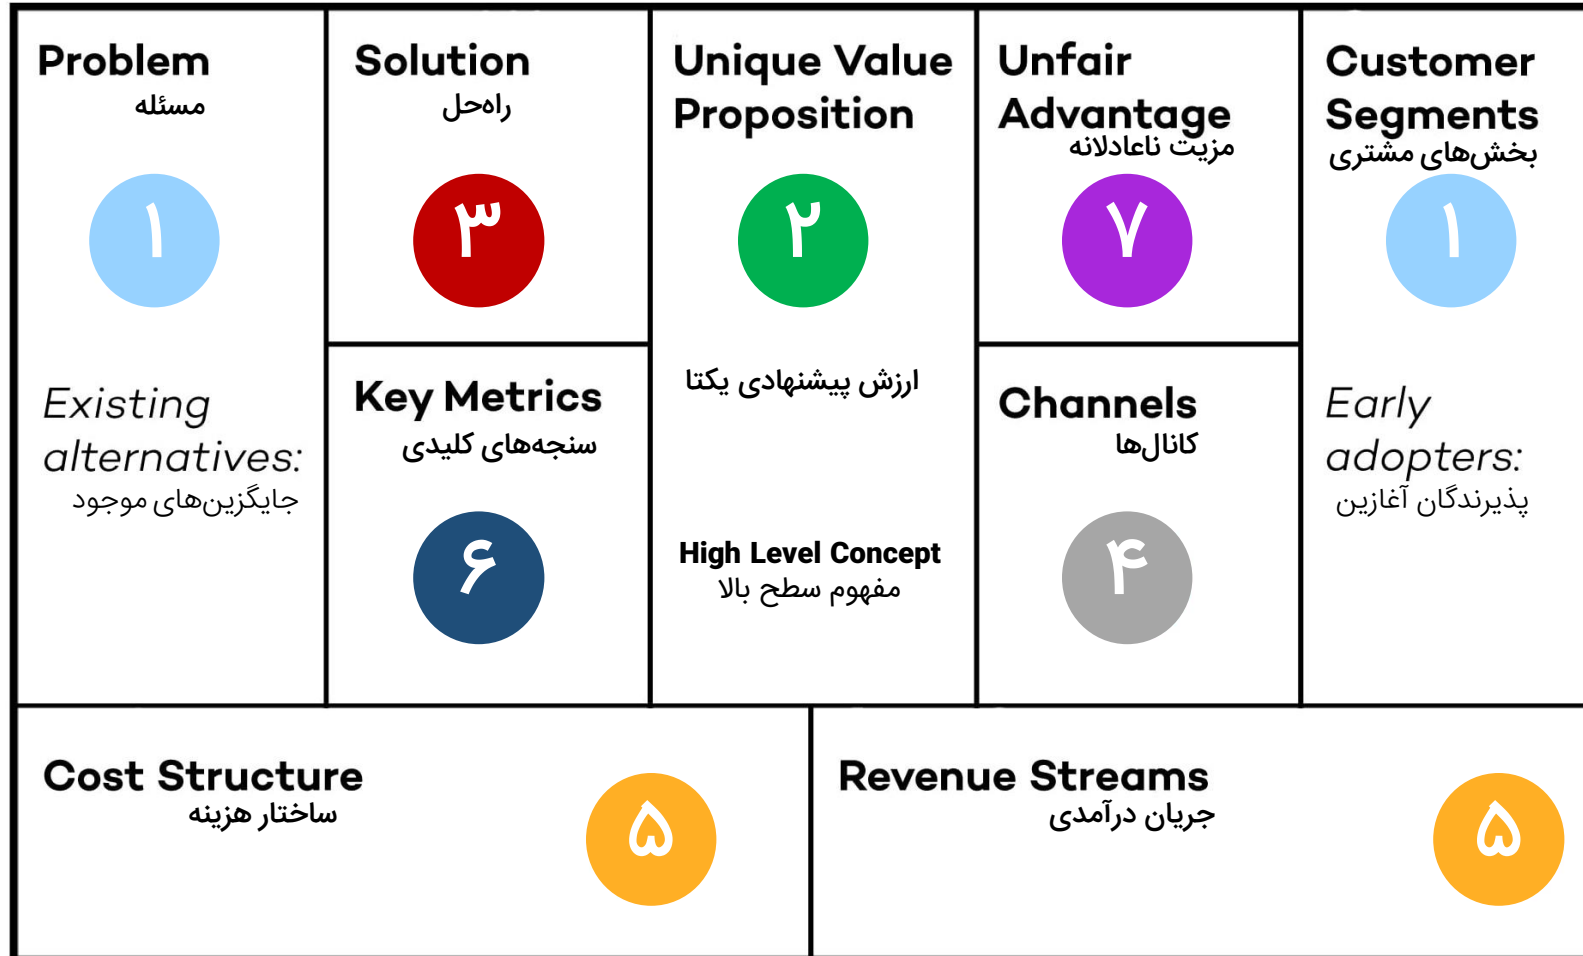 Problem
مسئله
۱
Existing
alternatives:
جایگزین‌های موجود
Solution
راه‌حل
۳
Key Metrics
سنجه‌های کلیدی
۶
Unique Value
Proposition
۲
ارزش پیشنهادی یکتا
High Level Concept
مفهوم سطح بالا
Unfair
Advantage
مزیت ناعادلانه
۷
Channels
کانال‌ها
۴
Customer
Segments
بخش‌های مشتری
۱
Early
adopters:
پذیرندگان آغازین
Cost Structure
ساختار هزینه
۵
Revenue Streams
جریان درآمدی
۵